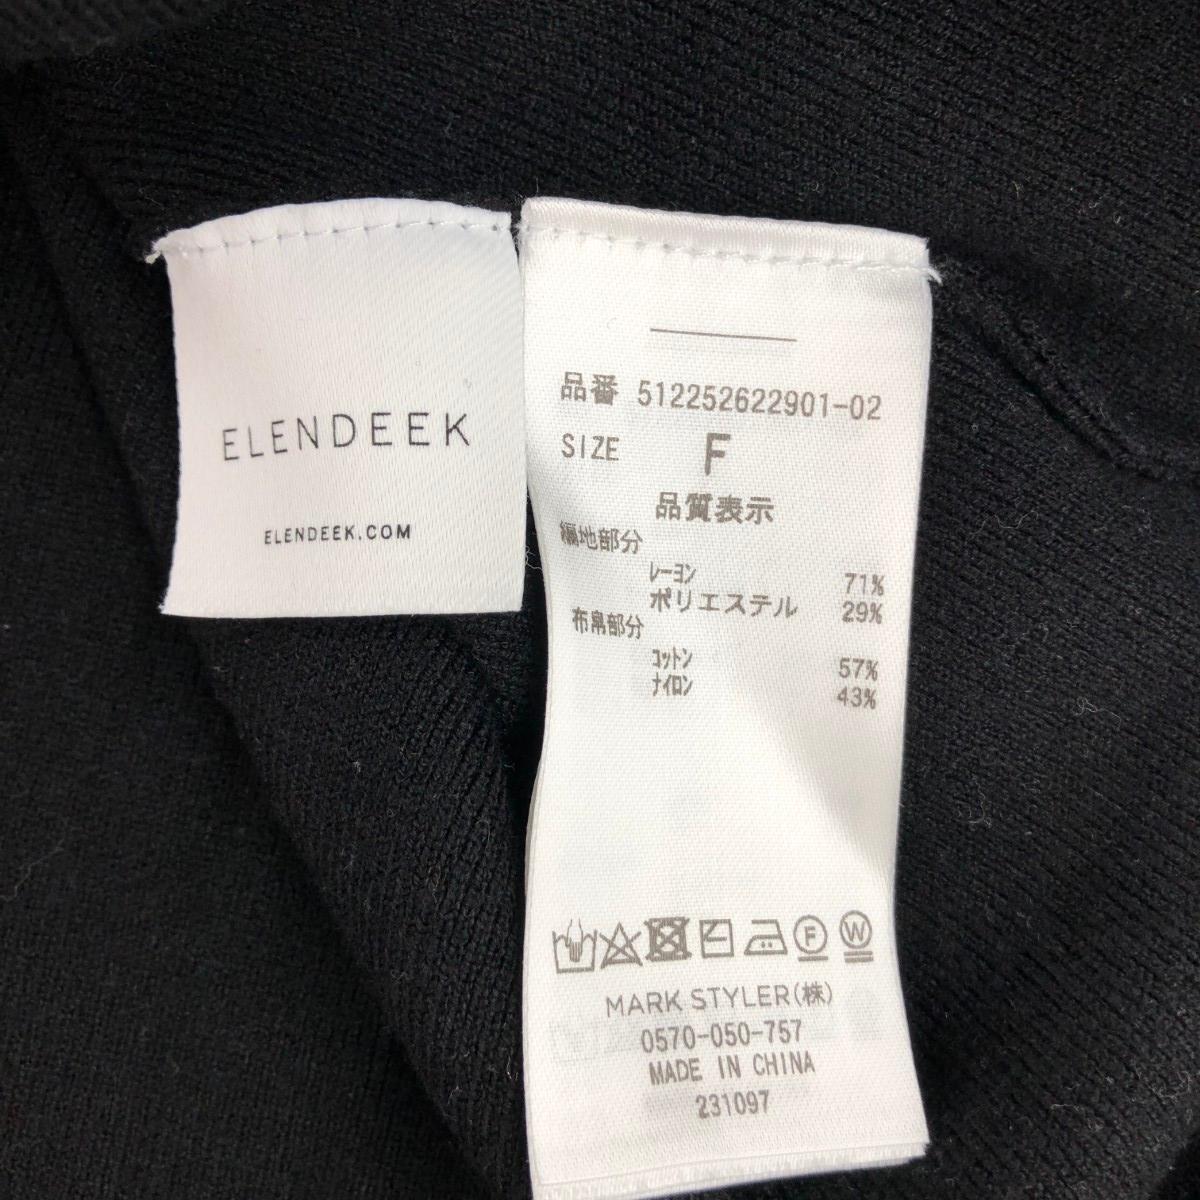 ELENDEEK
ELENDEEK.COM
品番 512252622901-02
SIZE F
品質表示
編地部分
レーヨン 71%
ポリエステル 29%
布帛部分
コットン 57%
ナイロン 43%
F W
MARK STYLER(株)
0570-050-757
MADE IN CHINA
231097